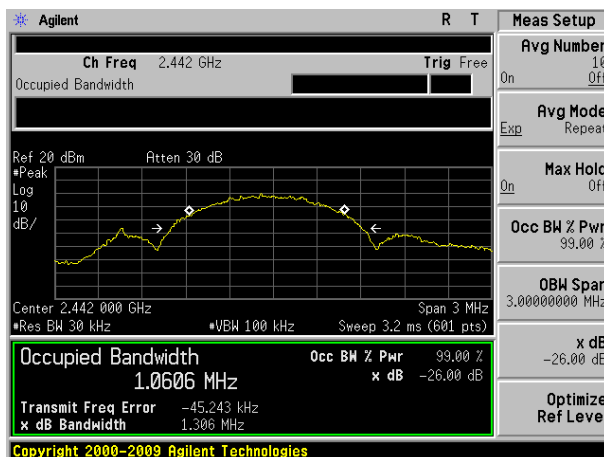 Agilent R T Meas Setup
Ch Freq 2.442 GHz Trig Free
Occupied Bandwidth
Ref 20 dBm Atten 30 dB
#Peak
Log
10
dB/
Center 2.442 000 GHz Span 3 MHz
#Res BW 30 kHz #VBW 100 kHz Sweep 3.2 ms (601 pts)
Occupied Bandwidth Occ BW % Pwr 99.00 %
1.0606 MHz x dB -26.00 dB
Transmit Freq Error -45.243 kHz
x dB Bandwidth 1.306 MHz
Copyright 2000-2009 Agilent Technologies
Avg Number
10
On Off
Avg Mode
Exp Repeat
Max Hold
On Off
Occ BW % Pwr
99.00 %
OBW Span
3.00000000 MHz
x dB
-26.00 dB
Optimize
Ref Level